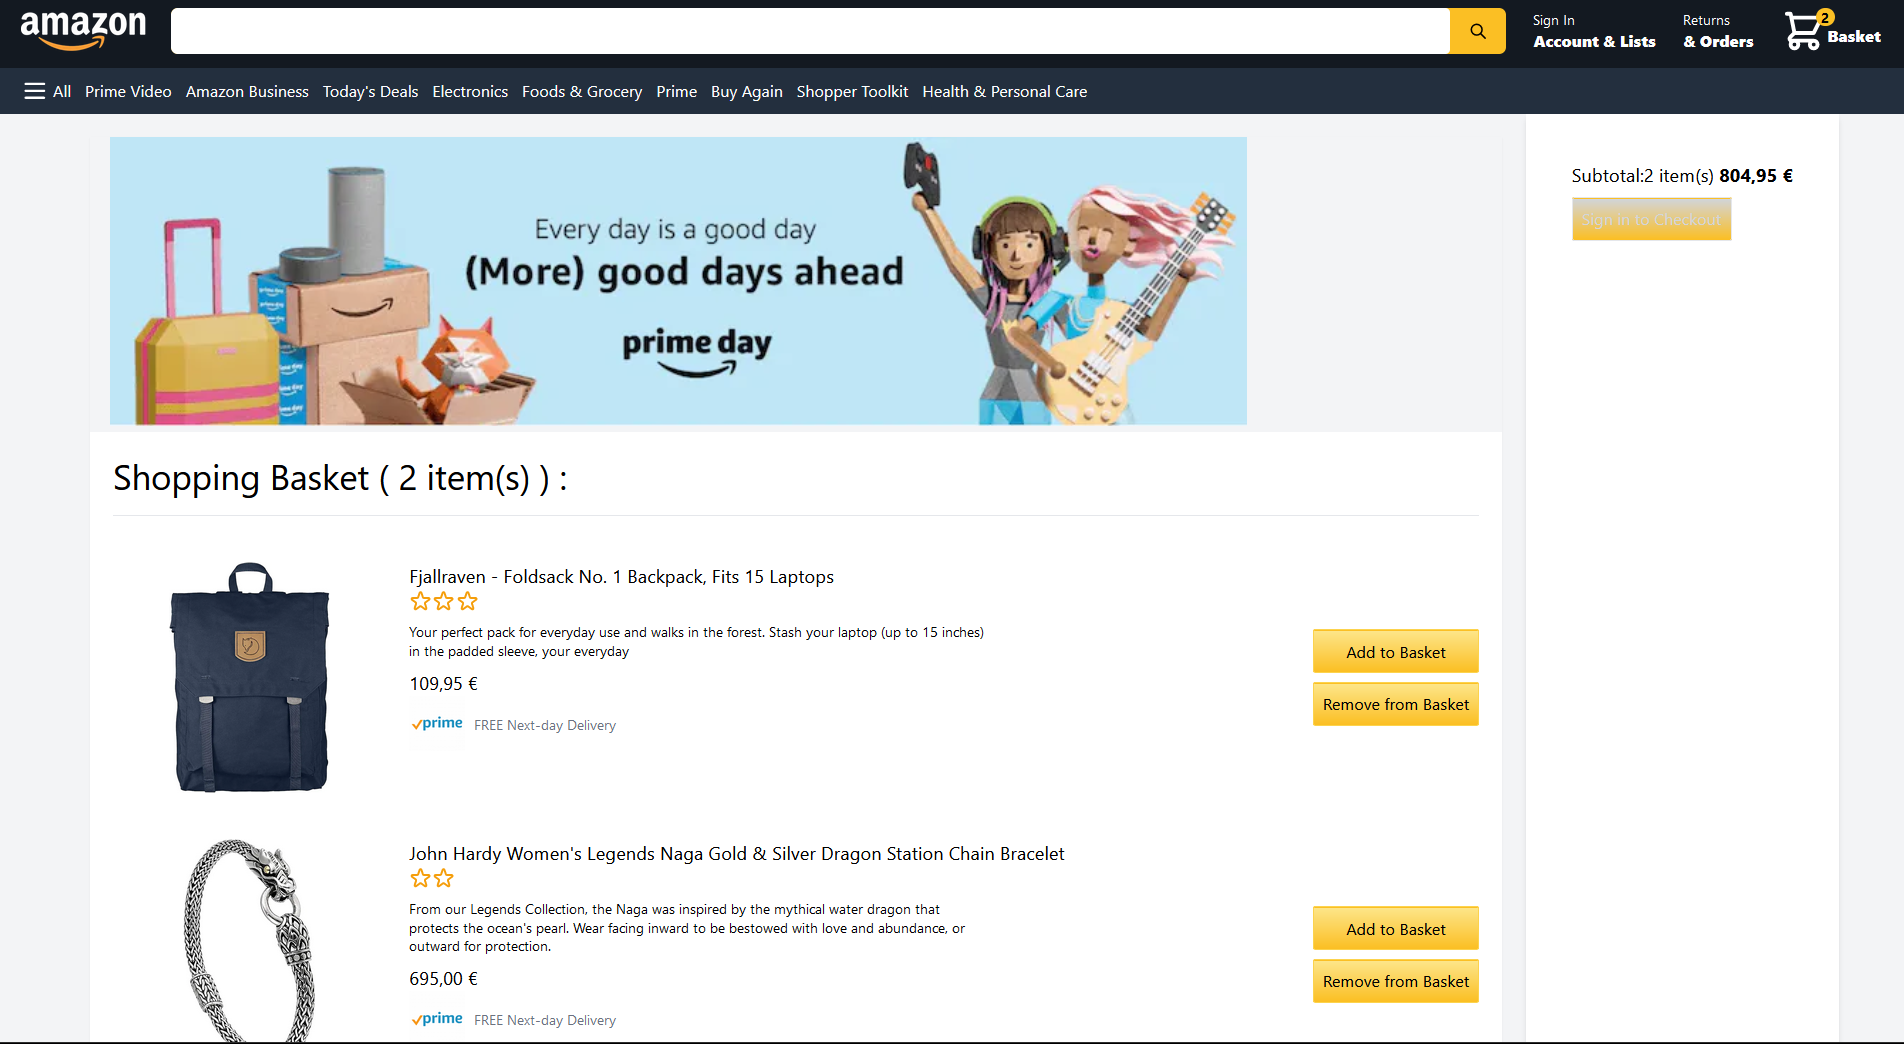 amazon
Sign In
Account & Lists
Returns
& Orders
2
Basket
All Prime Video Amazon Business Today's Deals Electronics Foods & Grocery Prime Buy Again Shopper Toolkit Health & Personal Care
Every day is a good day
(More) good days ahead
prime day
Subtotal:2 item(s) 804,95 €
Sign in to Checkout
Shopping Basket ( 2 item(s) ) :
Fjallraven - Foldsack No. 1 Backpack, Fits 15 Laptops
Your perfect pack for everyday use and walks in the forest. Stash your laptop (up to 15 inches)
in the padded sleeve, your everyday
109,95 €
prime FREE Next-day Delivery
Add to Basket
Remove from Basket
John Hardy Women's Legends Naga Gold & Silver Dragon Station Chain Bracelet
From our Legends Collection, the Naga was inspired by the mythical water dragon that
protects the ocean's pearl. Wear facing inward to be bestowed with love and abundance, or
outward for protection.
695,00 €
prime FREE Next-day Delivery
Add to Basket
Remove from Basket